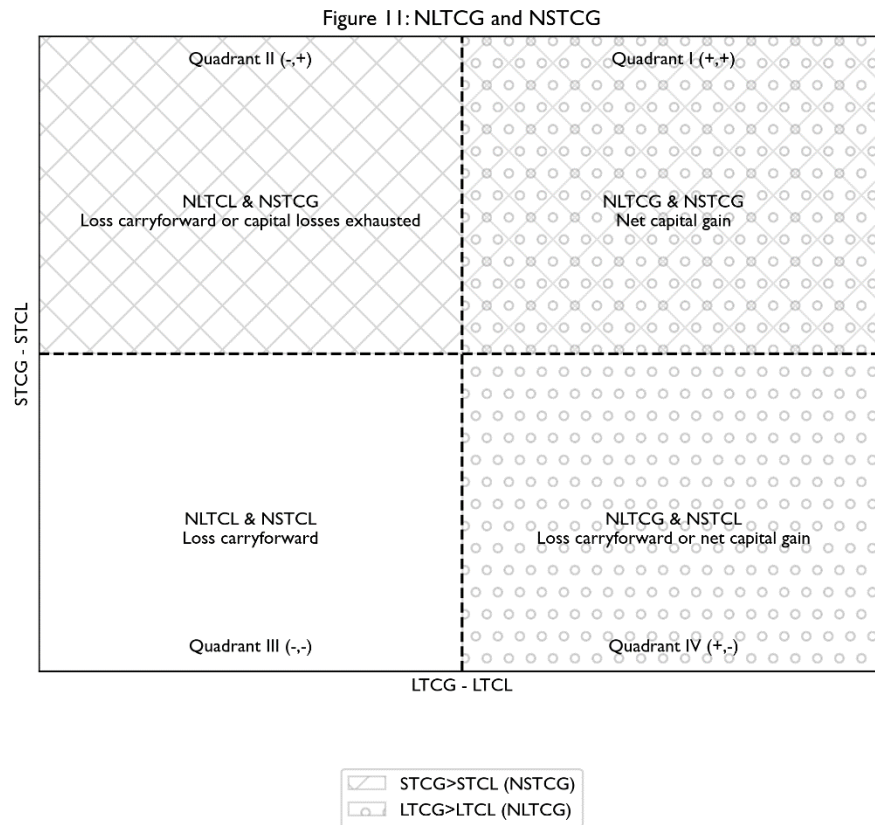 Figure 11: NLTCG and NSTCG
Quadrant II (-,+)
Quadrant I (+,+)
NLTCL & NSTCG
Loss carryforward or capital losses exhausted
NLTCG & NSTCG
Net capital gain
STCG - STCL
NLTCL & NSTCL
Loss carryforward
NLTCG & NSTCL
Loss carryforward or net capital gain
Quadrant III (-,-)
Quadrant IV (+,-)
LTCG - LTCL
STCG>STCL (NSTCG)
LTCG>LTCL (NLTCG)